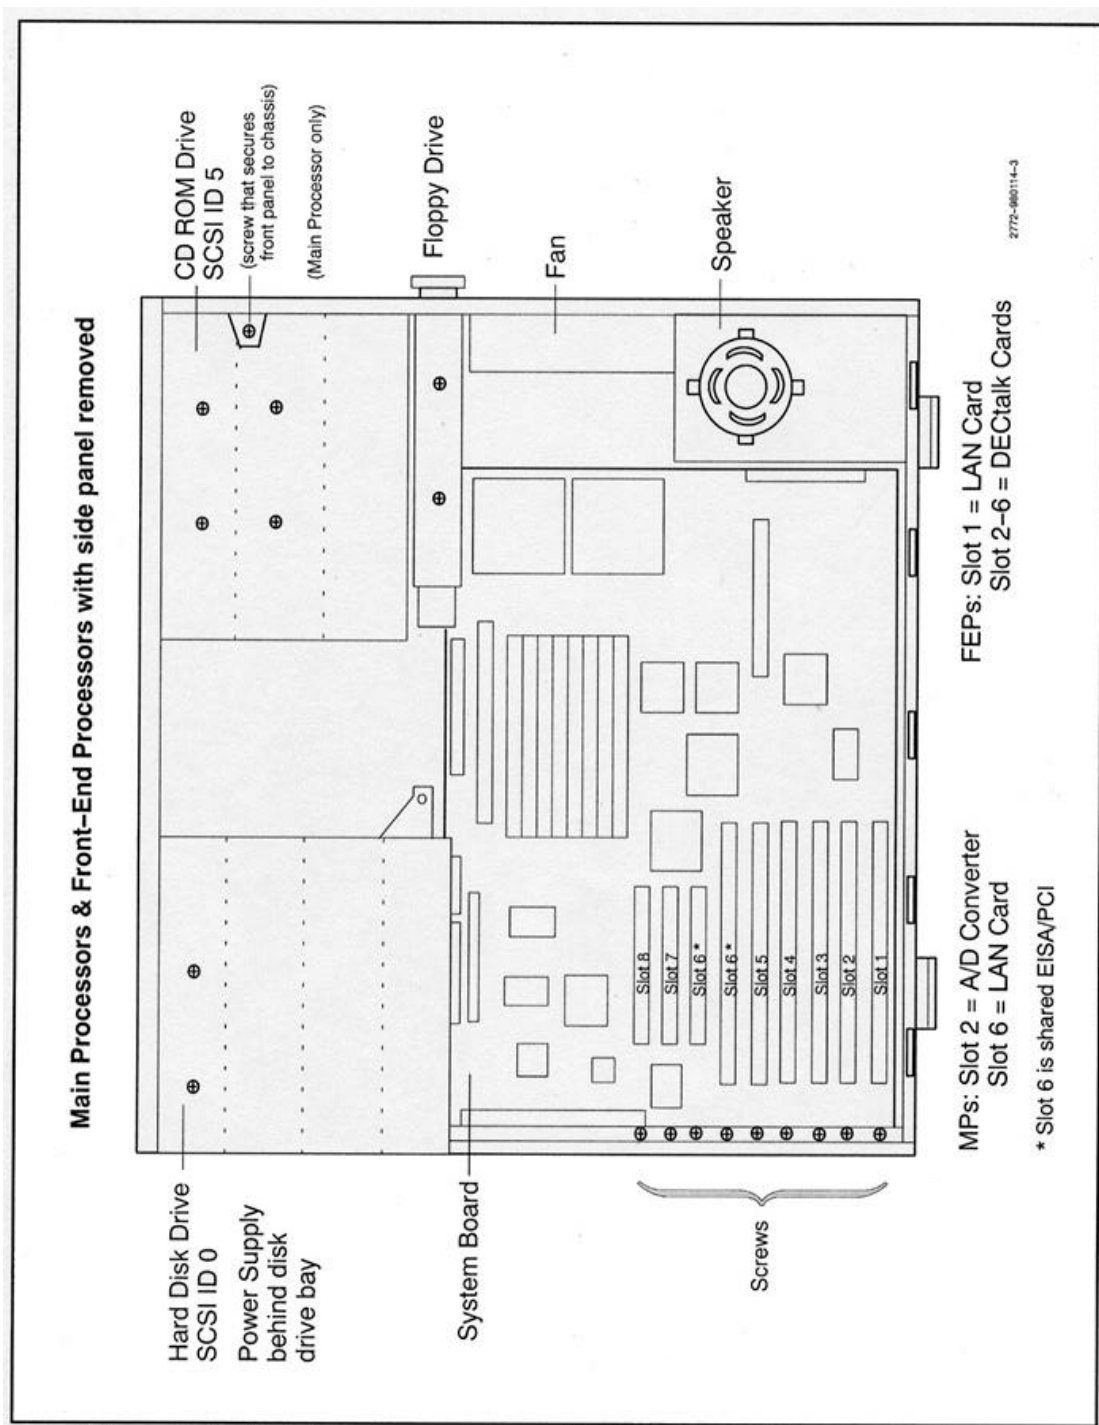 Main Processors & Front–End Processors with side panel removed
Hard Disk Drive
SCSI ID 0
Power Supply
behind disk
drive bay
CD ROM Drive
SCSI ID 5
(screw that secures
front panel to chassis)
(Main Processor only)
Floppy Drive
Fan
Speaker
System Board
Screws
Slot 8
Slot 7
Slot 6 *
Slot 6 *
Slot 5
Slot 4
Slot 3
Slot 2
Slot 1
MPs: Slot 2 = A/D Converter
Slot 6 = LAN Card
FEPs: Slot 1 = LAN Card
Slot 2–6 = DECtalk Cards
* Slot 6 is shared EISA/PCI
2772–980114–3